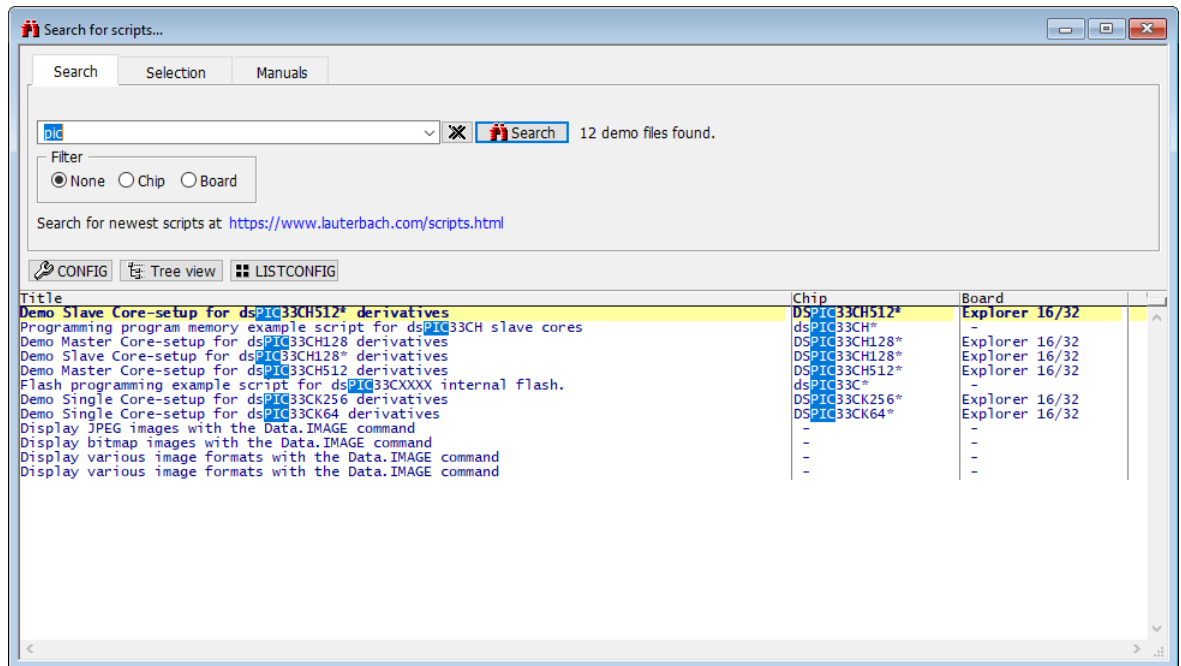 Search for scripts...
Search Selection Manuals
pic Search 12 demo files found.
Filter
None Chip Board
Search for newest scripts at https://www.lauterbach.com/scripts.html
CONFIG Tree view LISTCONFIG
Title Chip Board
Demo Slave Core-setup for dsPIC33CH512* derivatives DSPIC33CH512* Explorer 16/32
Programming program memory example script for dsPIC33CH slave cores dsPIC33CH* -
Demo Master Core-setup for dsPIC33CH128 derivatives DSPIC33CH128* Explorer 16/32
Demo Slave Core-setup for dsPIC33CH128* derivatives DSPIC33CH128* Explorer 16/32
Demo Master Core-setup for dsPIC33CH512 derivatives DSPIC33CH512* Explorer 16/32
Flash programming example script for dsPIC33CXXXX internal flash. dsPIC33C* -
Demo Single Core-setup for dsPIC33CK256 derivatives DSPIC33CK256* Explorer 16/32
Demo Single Core-setup for dsPIC33CK64 derivatives DSPIC33CK64* Explorer 16/32
Display JPEG images with the Data.IMAGE command - -
Display bitmap images with the Data.IMAGE command - -
Display various image formats with the Data.IMAGE command - -
Display various image formats with the Data.IMAGE command - -